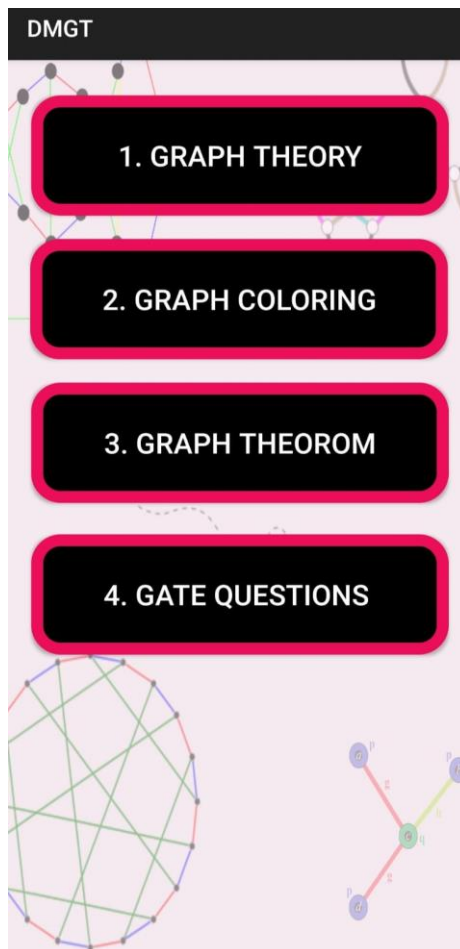 DMGT
1. GRAPH THEORY
2. GRAPH COLORING
3. GRAPH THEOROM
4. GATE QUESTIONS